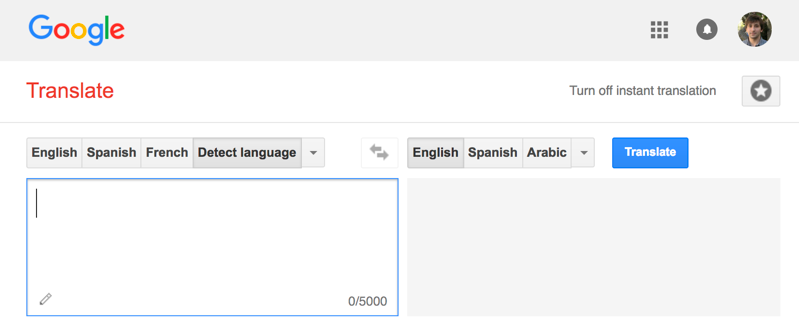 Google
Translate
Turn off instant translation
English Spanish French Detect language English Spanish Arabic Translate
0/5000